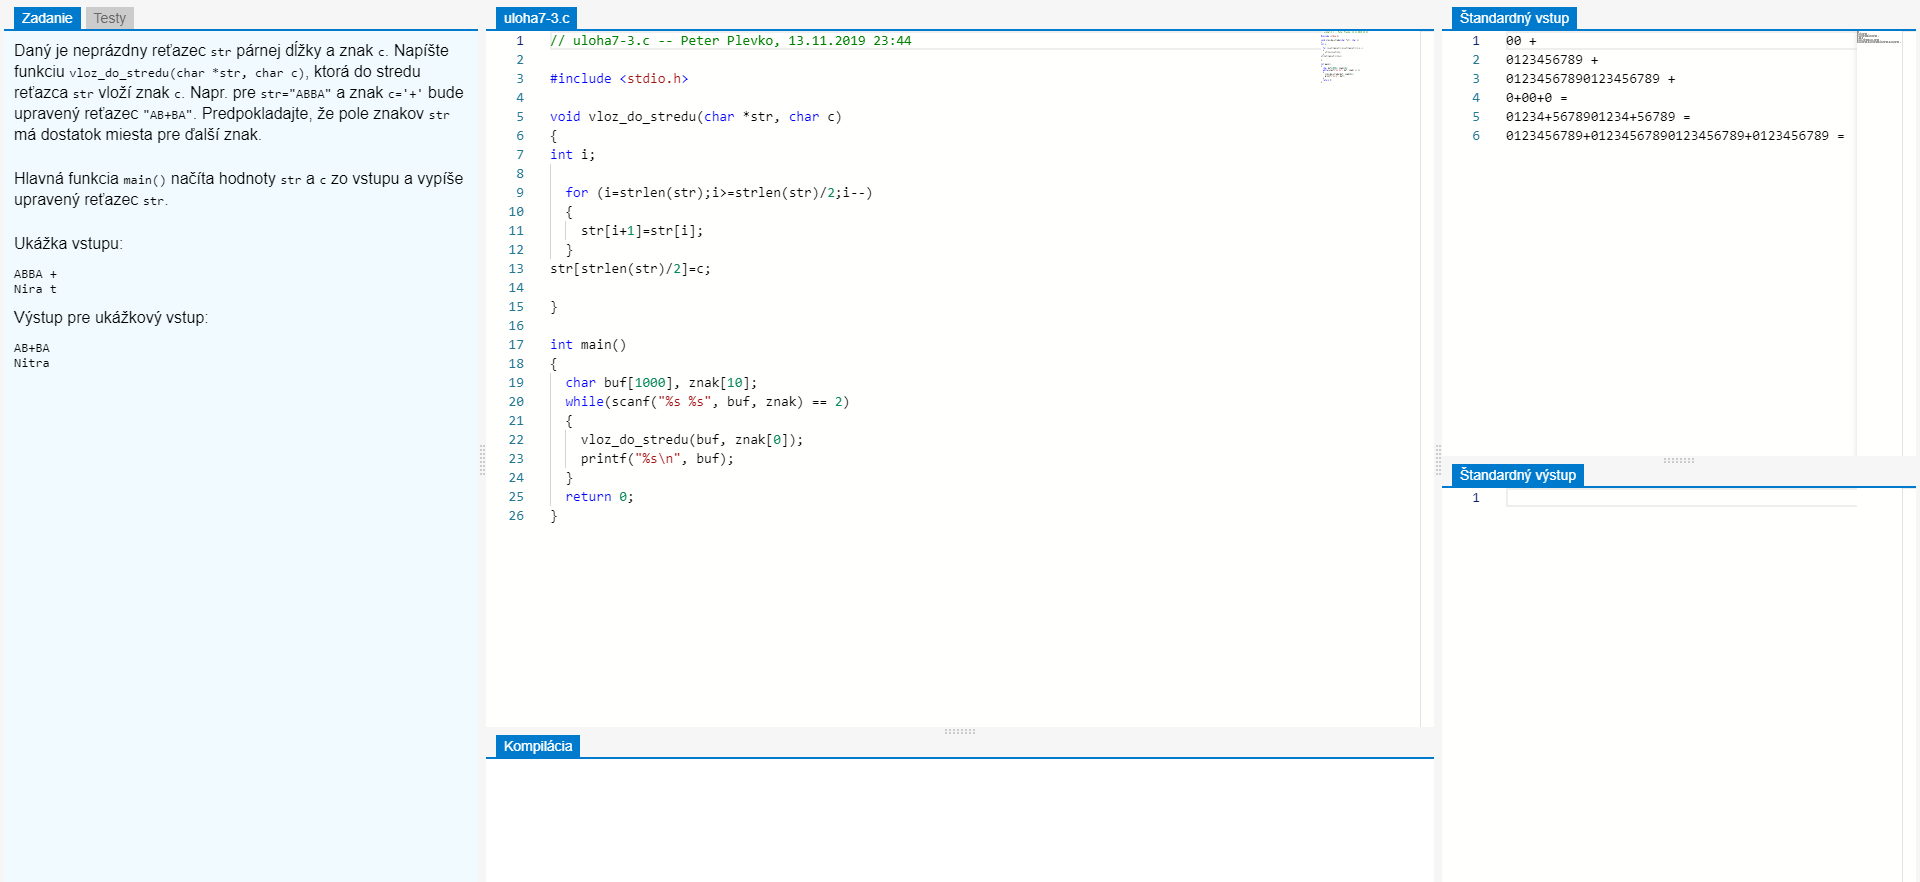 Zadanie
Testy
Daný je neprázdny reťazec str párnej dĺžky a znak c. Napíšte
funkciu vloz_do_stredu(char *str, char c), ktorá do stredu
reťazca str vloží znak c. Napr. pre str="ABBA" a znak c='+' bude
upravený reťazec "AB+BA". Predpokladajte, že pole znakov str
má dostatok miesta pre ďalší znak.
Hlavná funkcia main() načíta hodnoty str a c zo vstupu a vypíše
upravený reťazec str.
Ukážka vstupu:
ABBA +
Nira t
Výstup pre ukážkový vstup:
AB+BA
Nitra
uloha7-3.c
1 // uloha7-3.c -- Peter Plevko, 13.11.2019 23:44
2
3 #include <stdio.h>
4
5 void vloz_do_stredu(char *str, char c)
6 {
7 int i;
8
9 for (i=strlen(str);i>=strlen(str)/2;i--)
10 {
11 str[i+1]=str[i];
12 }
13 str[strlen(str)/2]=c;
14
15 }
16
17 int main()
18 {
19 char buf[1000], znak[10];
20 while(scanf("%s %s", buf, znak) == 2)
21 {
22 vloz_do_stredu(buf, znak[0]);
23 printf("%s\n", buf);
24 }
25 return 0;
26 }
Kompilácia
Štandardný vstup
1 00 +
2 0123456789 +
3 01234567890123456789 +
4 0+00+0 =
5 01234+5678901234+56789 =
6 0123456789+01234567890123456789+0123456789 =
Štandardný výstup
1